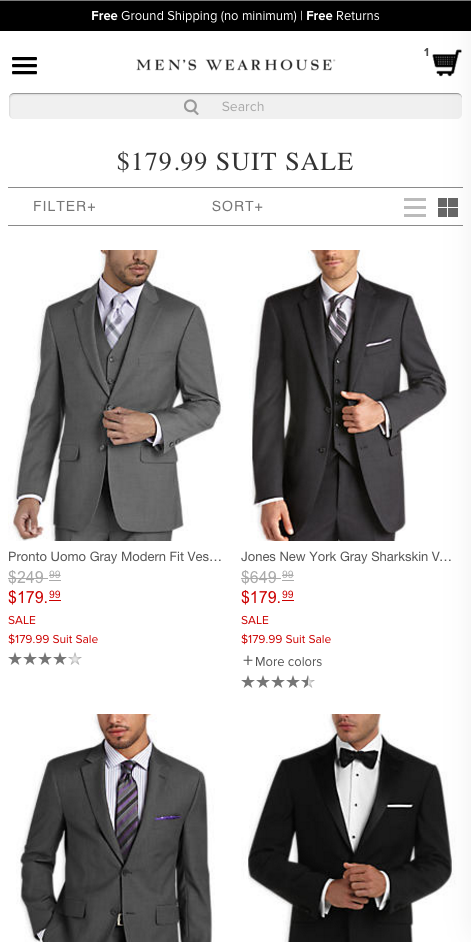 Free Ground Shipping (no minimum) | Free Returns
MEN'S WEARHOUSE
1
Search
$179.99 SUIT SALE
FILTER+ SORT+
Pronto Uomo Gray Modern Fit Ves...
$249.99
$179.99
SALE
$179.99 Suit Sale
Jones New York Gray Sharkskin V...
$649.99
$179.99
SALE
$179.99 Suit Sale
+More colors